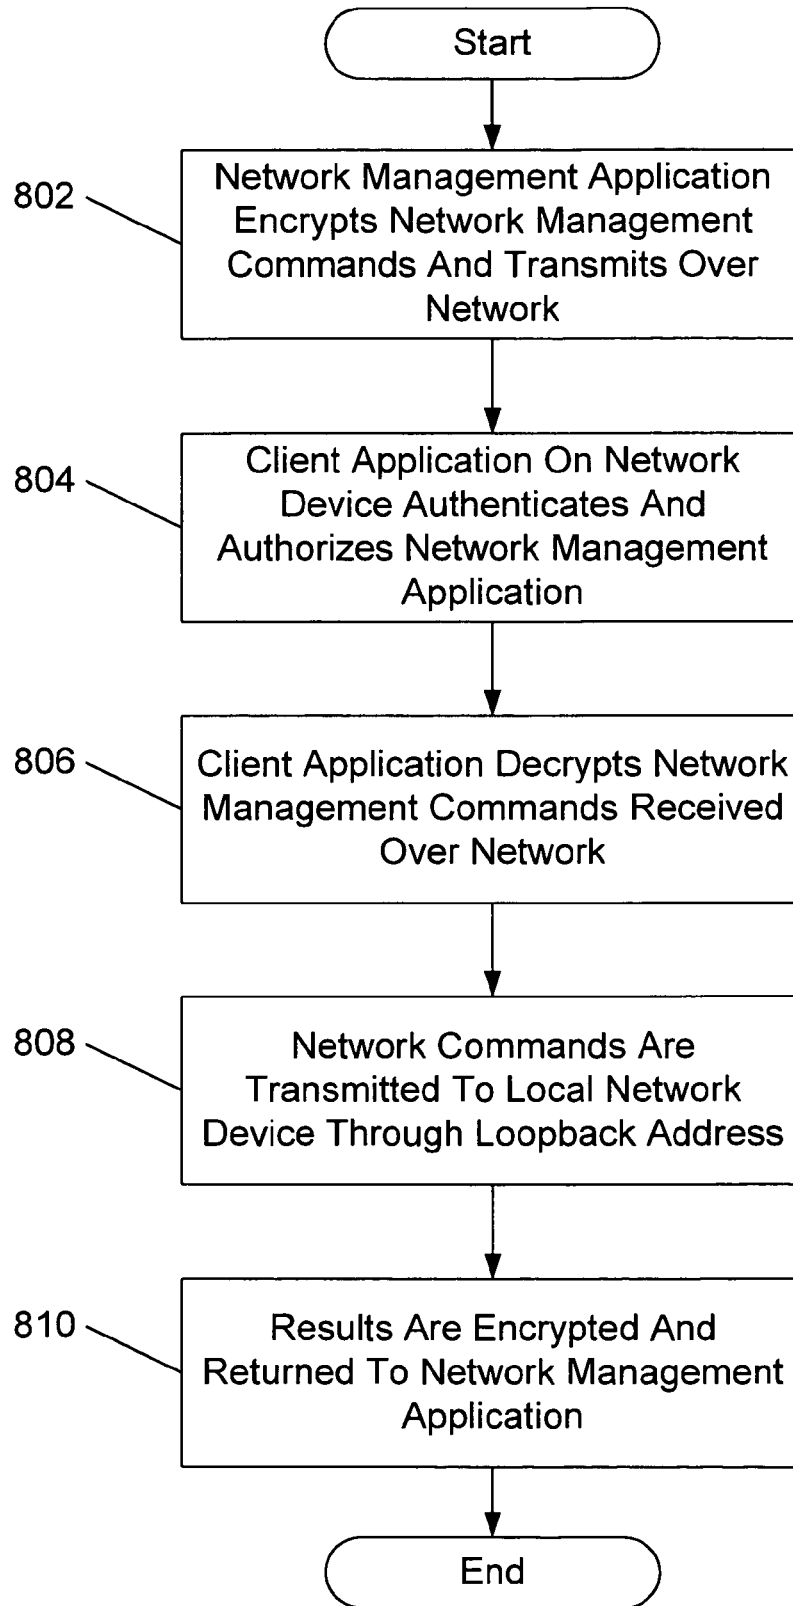 Start
802
Network Management Application
Encrypts Network Management
Commands And Transmits Over
Network
804
Client Application On Network
Device Authenticates And
Authorizes Network Management
Application
806
Client Application Decrypts Network
Management Commands Received
Over Network
808
Network Commands Are
Transmitted To Local Network
Device Through Loopback Address
810
Results Are Encrypted And
Returned To Network Management
Application
End